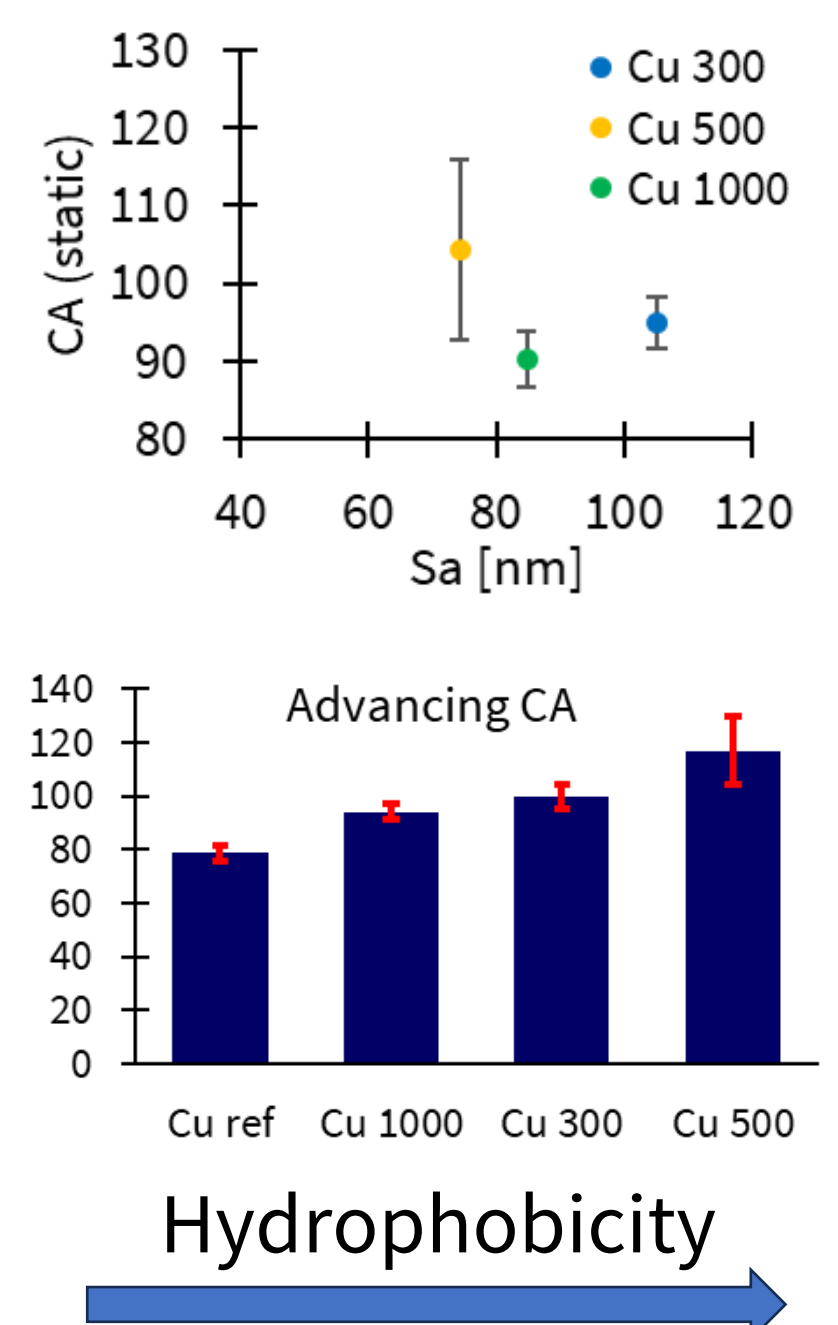 130
Cu 300
120
Cu 500
110
Cu 1000
CA (static)
100
90
80
40 60 80 100 120
Sa [nm]
140
Advancing CA
120
100
80
60
40
20
0
Cu ref Cu 1000 Cu 300 Cu 500
Hydrophobicity